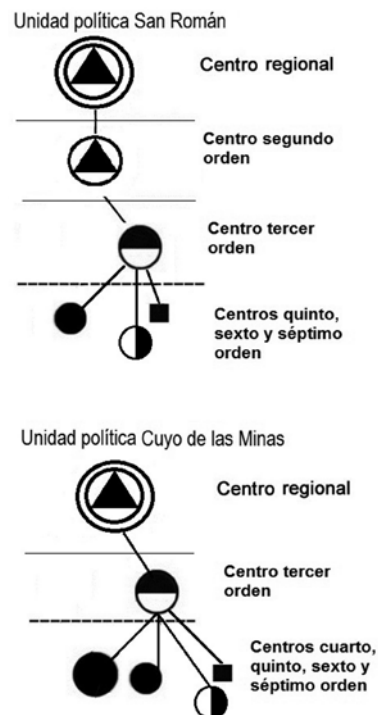 Unidad política San Román
Centro regional
Centro segundo
orden
Centro tercer
orden
Centros quinto,
sexto y séptimo
orden
Unidad política Cuyo de las Minas
Centro regional
Centro tercer
orden
Centros cuarto,
quinto, sexto y
séptimo orden